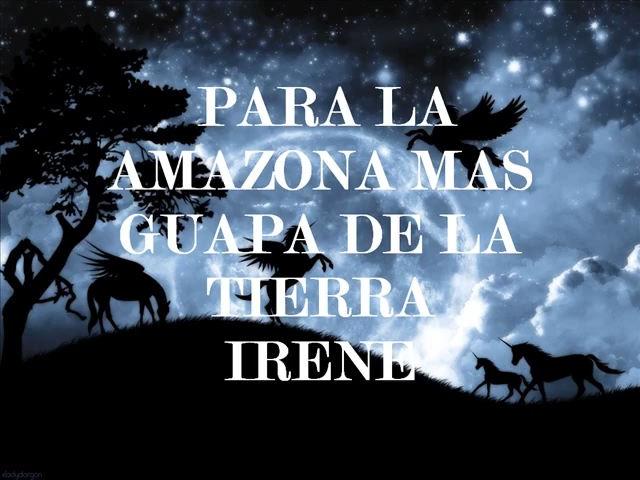 PARA LA
AMAZONA MAS
GUAPA DE LA
TIERRA
IRENE